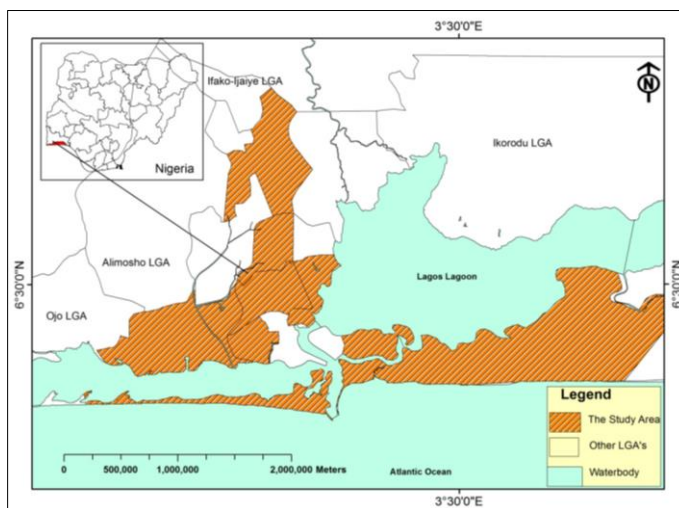 3°30'0"E
Ifako-Ijaiye LGA
N
Ikorodu LGA
Nigeria
Alimosho LGA
Lagos Lagoon
6°30'0"N
6°30'0"N
Ojo LGA
Legend
The Study Area
Other LGA's
Waterbody
0 500,000 1,000,000 2,000,000 Meters
Atlantic Ocean
3°30'0"E